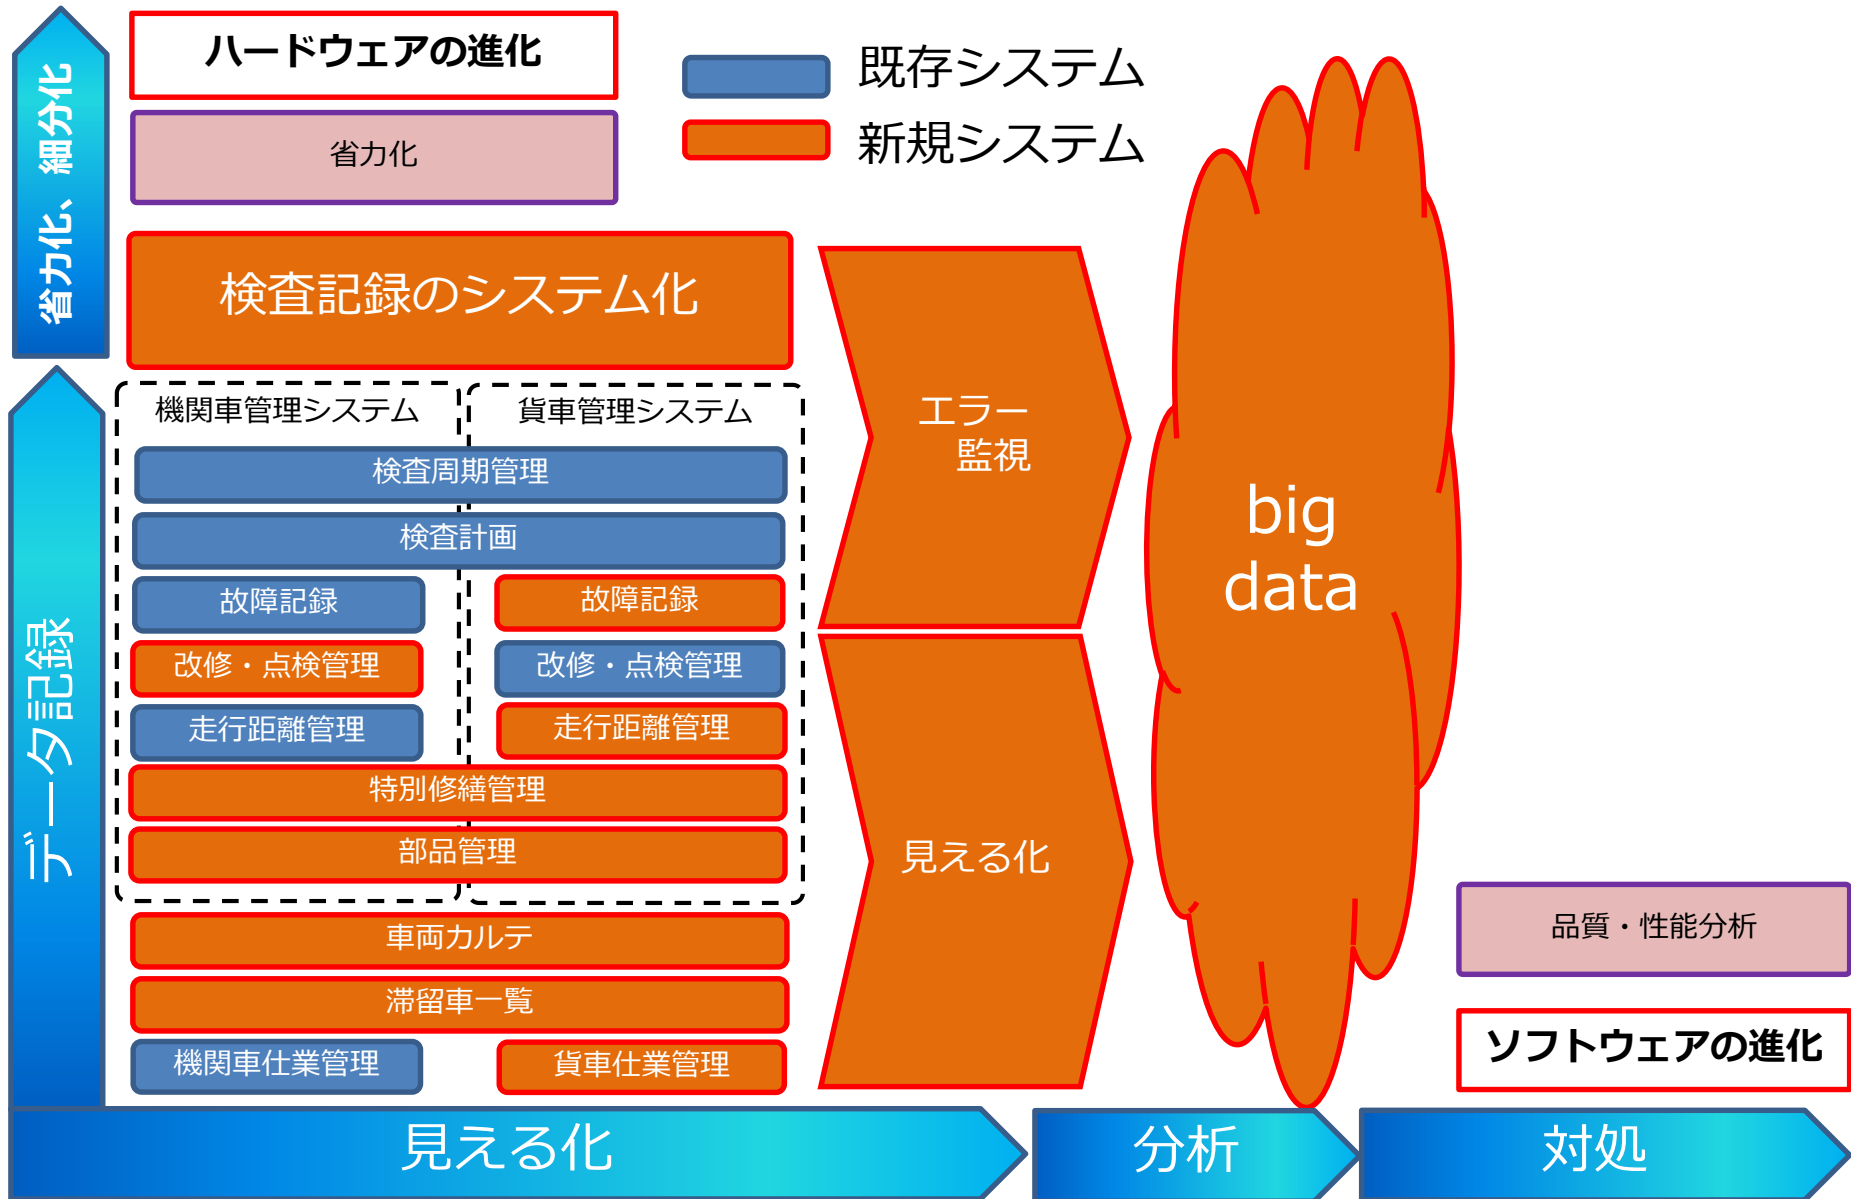 ハードウェアの進化
省力化
既存システム
新規システム
省力化、細分化
検査記録のシステム化
機関車管理システム
貨車管理システム
検査周期管理
検査計画
故障記録
故障記録
改修・点検管理
改修・点検管理
走行距離管理
走行距離管理
特別修繕管理
部品管理
車両カルテ
滞留車一覧
機関車仕業管理
貨車仕業管理
データ記録
エラー
監視
見える化
big
data
品質・性能分析
ソフトウェアの進化
見える化
分析
対処